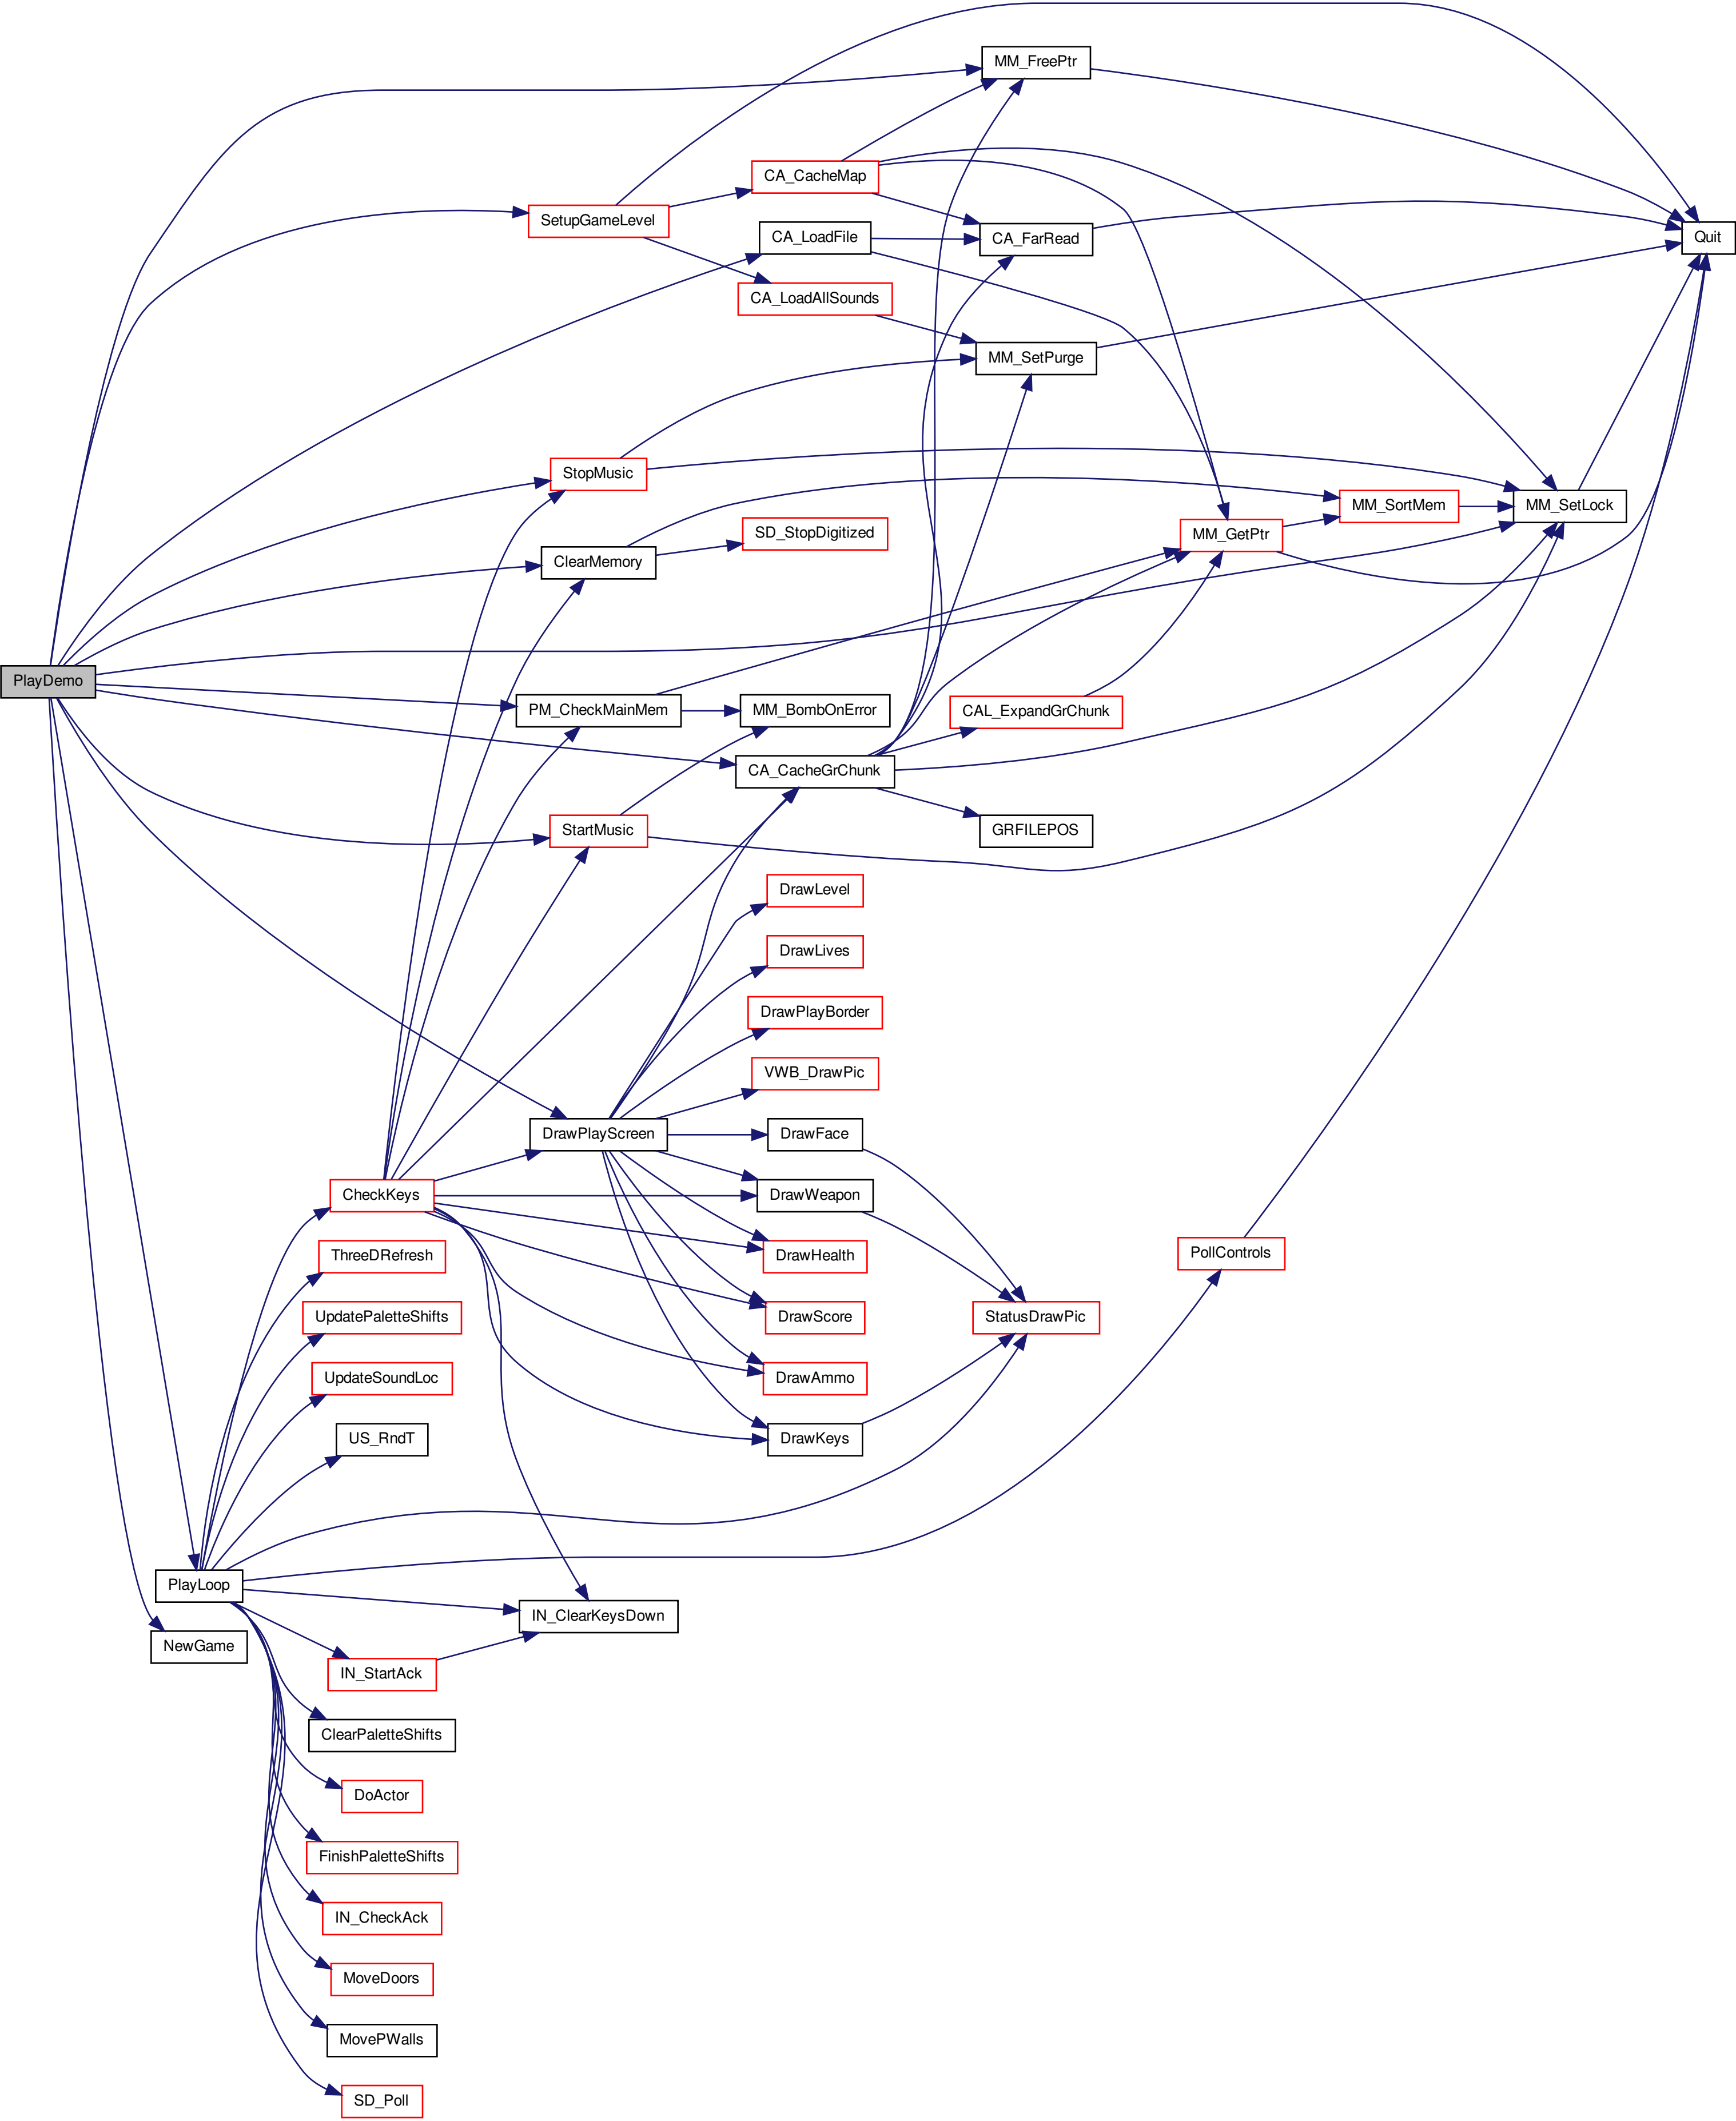 MM_FreePtr
CA_CacheMap
SetupGameLevel
CA_LoadFile
CA_FarRead
Quit
CA_LoadAllSounds
MM_SetPurge
StopMusic
MM_SortMem
MM_SetLock
SD_StopDigitized
MM_GetPtr
ClearMemory
PlayDemo
PM_CheckMainMem
MM_BombOnError
CAL_ExpandGrChunk
CA_CacheGrChunk
StartMusic
GRFILEPOS
DrawLevel
DrawLives
DrawPlayBorder
VWB_DrawPic
DrawPlayScreen
DrawFace
CheckKeys
DrawWeapon
ThreeDRefresh
DrawHealth
PollControls
UpdatePaletteShifts
DrawScore
StatusDrawPic
UpdateSoundLoc
DrawAmmo
US_RndT
DrawKeys
PlayLoop
IN_ClearKeysDown
NewGame
IN_StartAck
ClearPaletteShifts
DoActor
FinishPaletteShifts
IN_CheckAck
MoveDoors
MovePWalls
SD_Poll